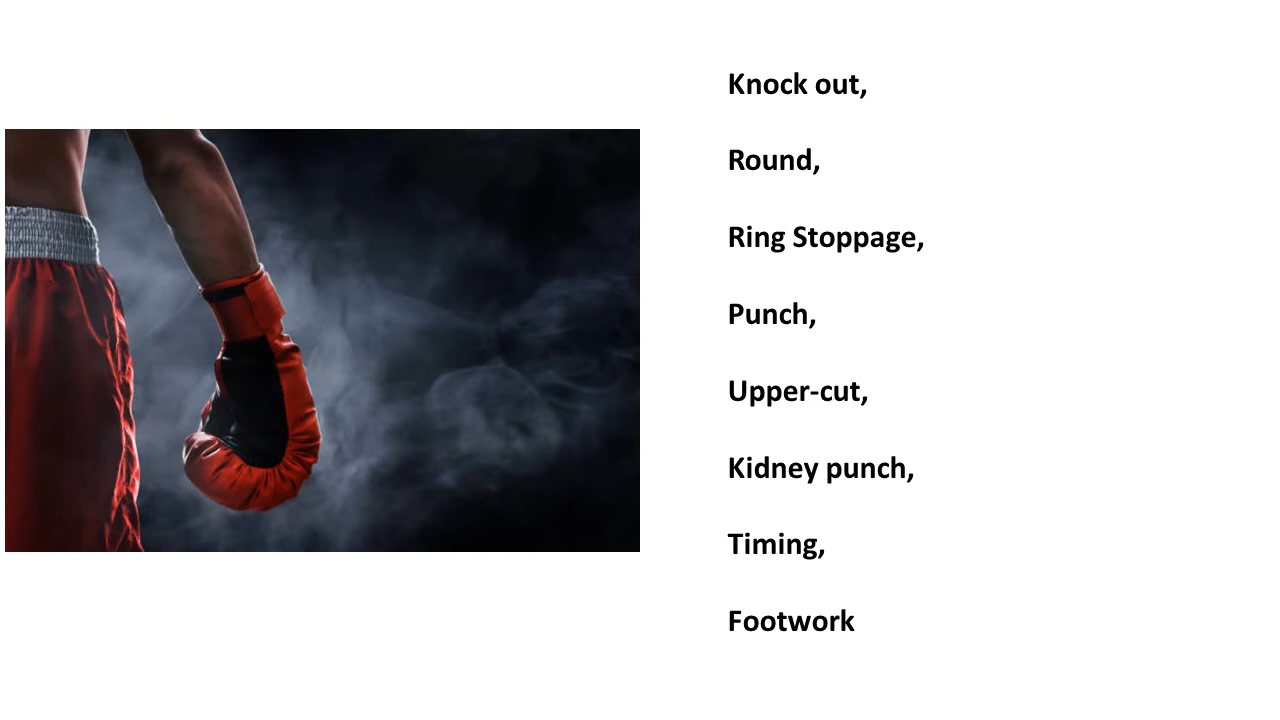 Knock out,
Round,
Ring Stoppage,
Punch,
Upper-cut,
Kidney punch,
Timing,
Footwork